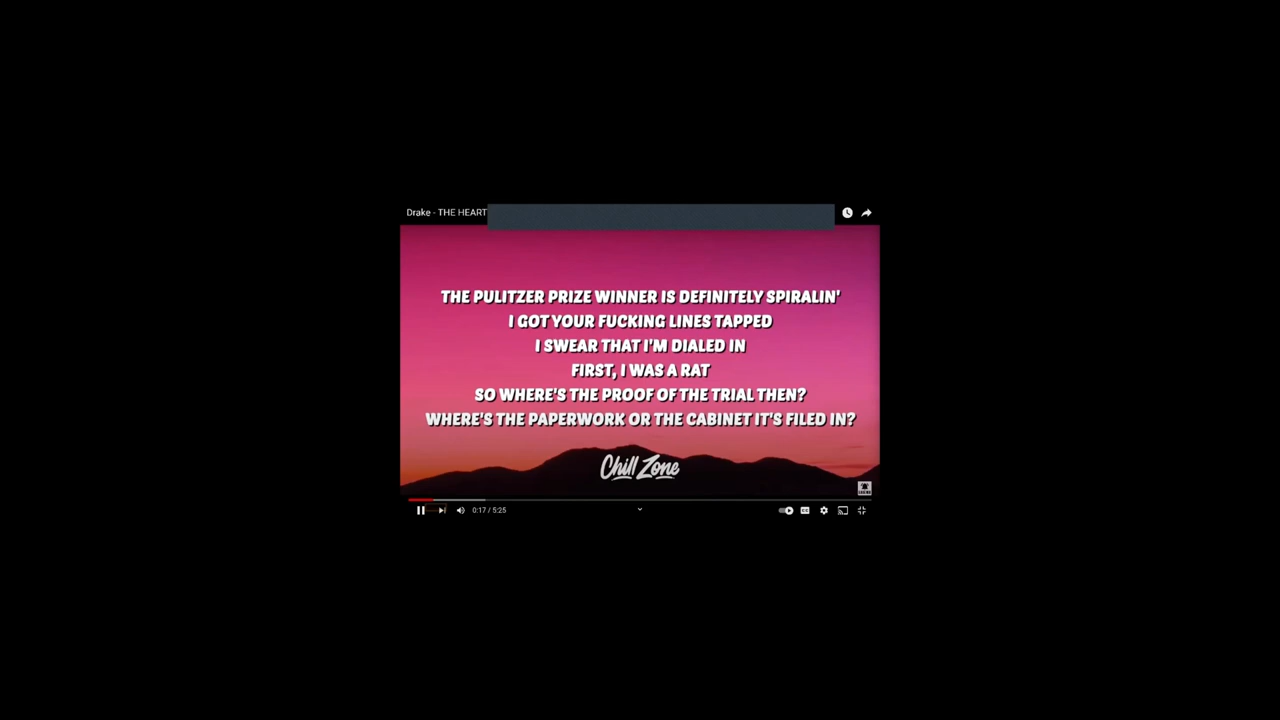 Drake - THE HEART
THE PULITZER PRIZE WINNER IS DEFINITELY SPIRALIN'
I GOT YOUR FUCKING LINES TAPPED
I SWEAR THAT I'M DIALED IN
FIRST, I WAS A RAT
SO WHERE'S THE PROOF OF THE TRIAL THEN?
WHERE'S THE PAPERWORK OR THE CABINET IT'S FILED IN?
Chill Zone
0:17 / 5:25